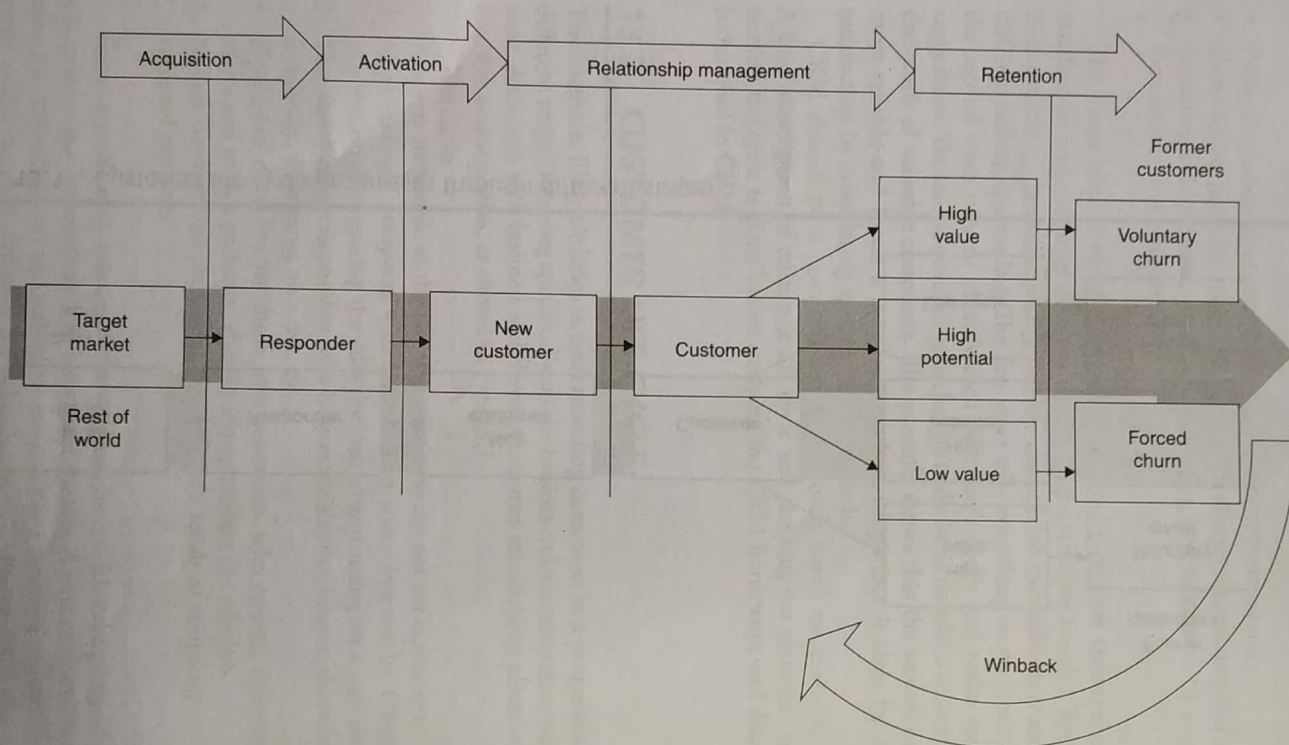 Acquisition
Activation
Relationship management
Retention
Former
customers
High
value
Voluntary
churn
Target
market
Responder
New
customer
Customer
High
potential
Rest of
world
Low value
Forced
churn
Winback